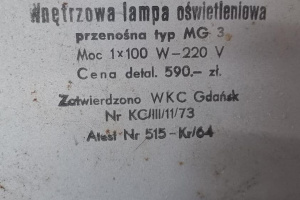 Wnętrzowa lampa oświetleniowa
przenośna typ MG 3
Moc 1×100 W–220 V
Cena detal. 590.– zł.
Zatwierdzono WKC Gdańsk
Nr KC/III/11/73
Atest Nr 515-Kr/64